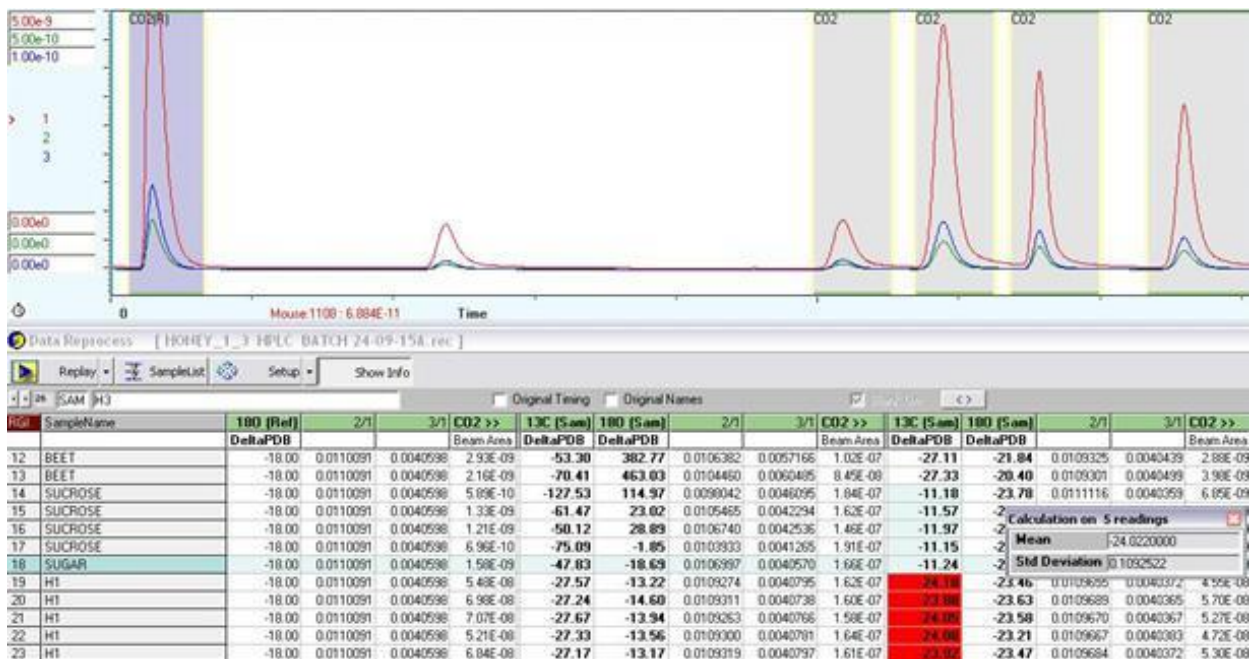 5.00e-9
5.00e-10
1.00e-10
CO2(R) CO2 CO2 CO2 CO2
1
2
3
0.00e0
0.00e0
0.00e0
0 Mouse:1108 : 6.884E-11 Time
Data Reprocess [ HONEY_1_3 HPLC BATCH 24-09-15A.rec ]
Replay SampleList Setup Show Info
26 SAM H3 Original Timing Original Names < >
SampleName 18O (Ref) 2/1 3/1 CO2 >> 13C (Sam) 18O (Sam) 2/1 3/1 CO2 >> 13C (Sam) 18O (Sam) 2/1 3/1 CO2 >>
DeltaPDB Beam Area DeltaPDB DeltaPDB Beam Area DeltaPDB DeltaPDB Beam Area
12 BEET -18.00 0.0110091 0.0040598 2.93E-09 -53.30 382.77 0.0106382 0.0057166 1.02E-07 -27.11 -21.84 0.0109325 0.0040439 2.88E-09
13 BEET -18.00 0.0110091 0.0040598 2.16E-09 -70.41 463.03 0.0104460 0.0060485 8.45E-08 -27.33 -20.40 0.0109301 0.0040499 3.98E-09
14 SUCROSE -18.00 0.0110091 0.0040598 5.89E-10 -127.53 114.97 0.0098042 0.0046095 1.84E-07 -11.18 -23.78 0.0111116 0.0040359 6.85E-09
15 SUCROSE -18.00 0.0110091 0.0040598 1.33E-09 -61.47 23.02 0.0105465 0.0042294 1.62E-07 -11.57
Calculation on 5 readings
16 SUCROSE -18.00 0.0110091 0.0040598 1.21E-09 -50.12 28.89 0.0106740 0.0042536 1.46E-07 -11.97
Mean -24.0220000
17 SUCROSE -18.00 0.0110091 0.0040598 6.96E-10 -75.09 -1.85 0.0103933 0.0041265 1.91E-07 -11.15
Std Deviation 0.1092522
18 SUGAR -18.00 0.0110091 0.0040598 1.58E-09 -47.83 -18.69 0.0106997 0.0040570 1.66E-07 -11.24
19 H1 -18.00 0.0110091 0.0040598 5.48E-08 -27.57 -13.22 0.0109274 0.0040795 1.62E-07 -23.46 0.0109695 0.0040372 4.55E-08
20 H1 -18.00 0.0110091 0.0040598 6.98E-08 -27.24 -14.60 0.0109311 0.0040738 1.60E-07 -23.63 0.0109689 0.0040365 5.70E-08
21 H1 -18.00 0.0110091 0.0040598 7.07E-08 -27.67 -13.94 0.0109263 0.0040766 1.58E-07 -23.58 0.0109670 0.0040367 5.27E-08
22 H1 -18.00 0.0110091 0.0040598 5.21E-08 -27.33 -13.56 0.0109300 0.0040781 1.64E-07 -23.21 0.0109667 0.0040383 4.72E-08
23 H1 -18.00 0.0110091 0.0040598 6.84E-08 -27.17 -13.17 0.0109319 0.0040797 1.61E-07 -23.47 0.0109684 0.0040372 5.30E-08